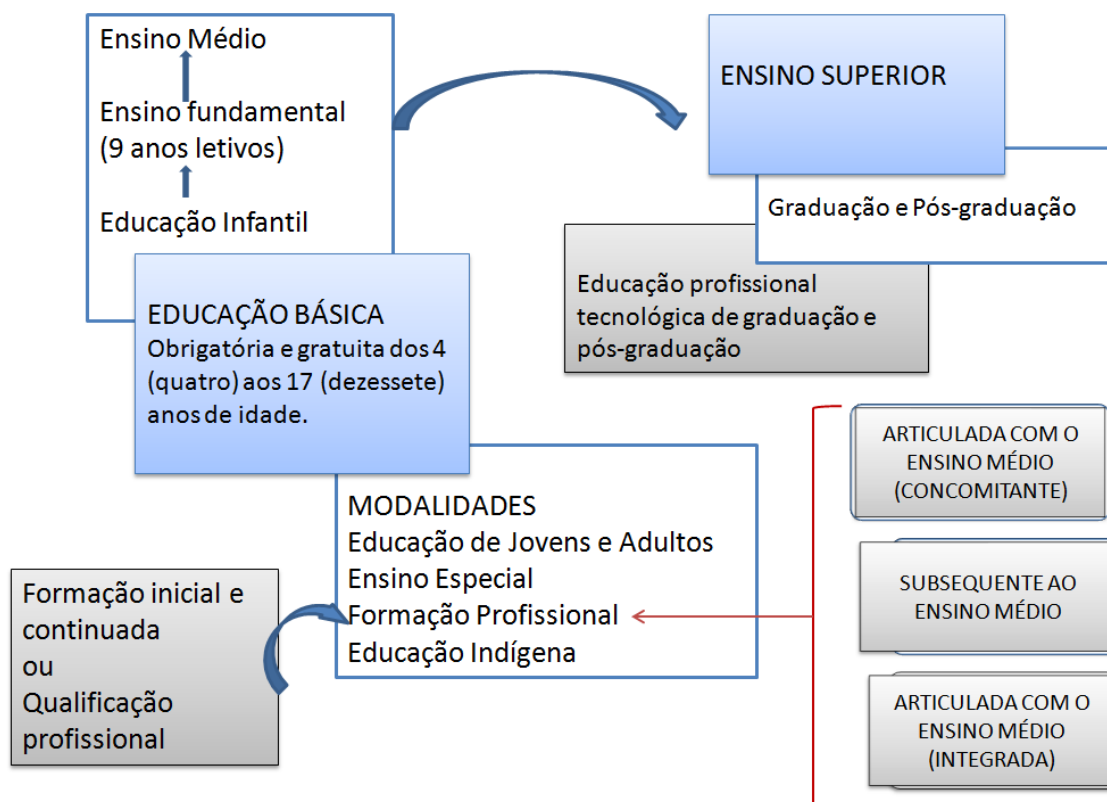 Ensino Médio
Ensino fundamental
(9 anos letivos)
Educação Infantil
EDUCAÇÃO BÁSICA
Obrigatória e gratuita dos 4
(quatro) aos 17 (dezessete)
anos de idade.
ENSINO SUPERIOR
Graduação e Pós-graduação
Educação profissional
tecnológica de graduação e
pós-graduação
MODALIDADES
Educação de Jovens e Adultos
Ensino Especial
Formação Profissional
Educação Indígena
Formação inicial e
continuada
ou
Qualificação
profissional
ARTICULADA COM O
ENSINO MÉDIO
(CONCOMITANTE)
SUBSEQUENTE AO
ENSINO MÉDIO
ARTICULADA COM O
ENSINO MÉDIO
(INTEGRADA)